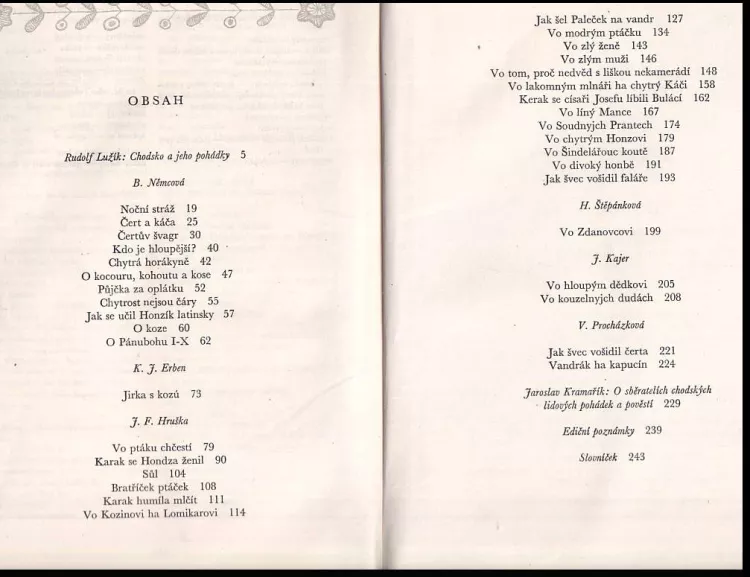 OBSAH
Rudolf Lužík: Chodsko a jeho pohádky 5
B. Němcová
Noční stráž 19
Čert a káča 25
Čertův švagr 30
Kdo je hloupější? 40
Chytrá horákyně 42
O kocouru, kohoutu a kose 47
Půjčka za oplátku 52
Chytrost nejsou čáry 55
Jak se učil Honzík latinsky 57
O koze 60
O Pánubohu I-X 62
K. J. Erben
Jirka s kozú 73
J. F. Hruška
Vo ptáku chčestí 79
Karak se Hondza ženil 90
Sůl 104
Bratříček ptáček 108
Karak humíla mlčít 111
Vo Kozinovi ha Lomikarovi 114
Jak šel Paleček na vandr 127
Vo modrým ptáčku 134
Vo zlý ženě 143
Vo zlým muži 146
Vo tom, proč nedvěd s liškou nekamerádí 148
Vo lakomným mlnáři ha chytrý Káči 158
Kerak se císaři Josefu líbili Bulácí 162
Vo líný Mance 167
Vo Soudnyjch Prantech 174
Vo chytrým Honzovi 179
Vo Šindelářouc koutě 187
Vo divoký honbě 191
Jak švec vošidil faláře 193
H. Štěpánková
Vo Zdanovcovi 199
J. Kajer
Vo hloupým dědkovi 205
Vo kouzelnyjch dudách 208
V. Procházková
Jak švec vošidil čerta 221
Vandrák ha kapucín 224
Jaroslav Kramařík: O sběratelích chodských
lidových pohádek a pověstí 229
Ediční poznámky 239
Slovníček 243